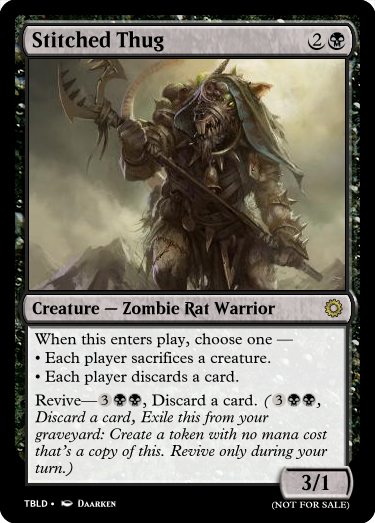 Stitched Thug 2
Creature — Zombie Rat Warrior
When this enters play, choose one —
• Each player sacrifices a creature.
• Each player discards a card.
Revive—3, Discard a card. (3,
Discard a card, Exile this from your
graveyard: Create a token with no mana cost
that's a copy of this. Revive only during your
turn.)
3/1
TBLD • Daarken
(NOT FOR SALE)